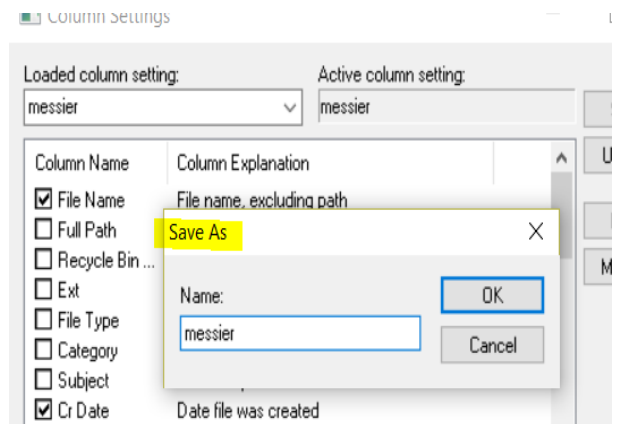 Column Settings
Loaded column setting:
Active column setting:
messier
messier
Column Name
Column Explanation
File Name
File name, excluding path
Full Path
Recycle Bin ...
Ext
File Type
Category
Subject
Cr Date
Date file was created
Save As
Name:
messier
OK
Cancel
U
M